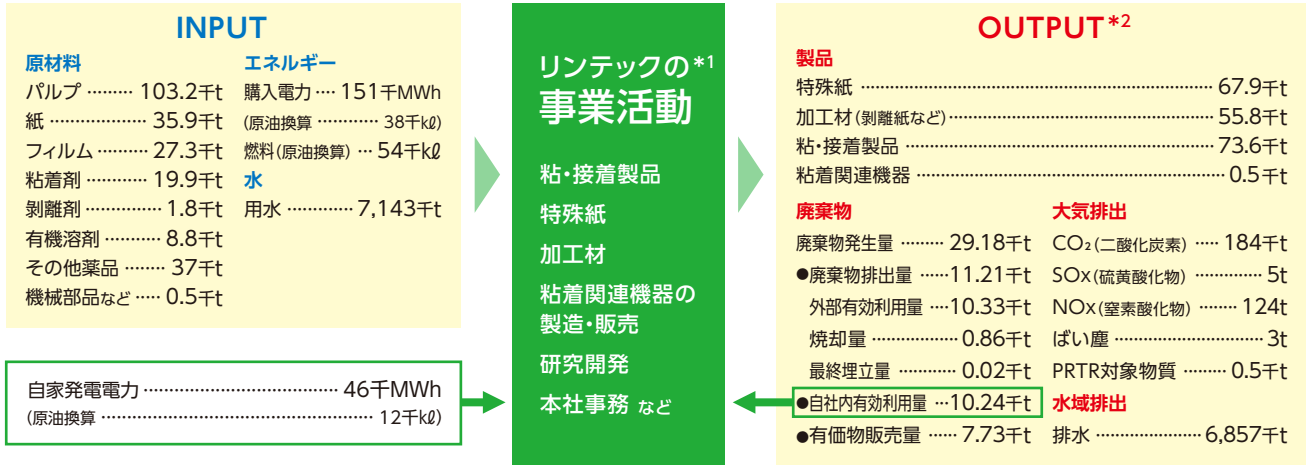 INPUT
原材料
パルプ ……… 103.2千t
紙 ……………… 35.9千t
フィルム ………… 27.3千t
粘着剤 ………… 19.9千t
剝離剤 …………… 1.8千t
有機溶剤 ………… 8.8千t
その他薬品 …… 37千t
機械部品など …… 0.5千t
エネルギー
購入電力 …… 151千MWh
(原油換算 ………… 38千kℓ)
燃料(原油換算) … 54千kℓ
水
用水 ………… 7,143千t
自家発電電力 ……………………………… 46千MWh
(原油換算 ……………………………………… 12千kℓ)
リンテックの*1
事業活動
粘・接着製品
特殊紙
加工材
粘着関連機器の
製造・販売
研究開発
本社事務 など
OUTPUT*2
製品
特殊紙 ……………………………………………… 67.9千t
加工材(剝離紙など) ……………………………… 55.8千t
粘・接着製品 ……………………………………… 73.6千t
粘着関連機器 ……………………………………… 0.5千t
廃棄物
廃棄物発生量 ……… 29.18千t
●廃棄物排出量 ……11.21千t
外部有効利用量 …10.33千t
焼却量 ……………… 0.86千t
最終埋立量 ………… 0.02千t
●自社内有効利用量 …10.24千t
●有価物販売量 …… 7.73千t
大気排出
CO₂(二酸化炭素) …… 184千t
SOx(硫黄酸化物) ………… 5t
NOx(窒素酸化物) ……… 124t
ばい塵 ………………………… 3t
PRTR対象物質 ……… 0.5千t
水域排出
排水 ………………… 6,857千t